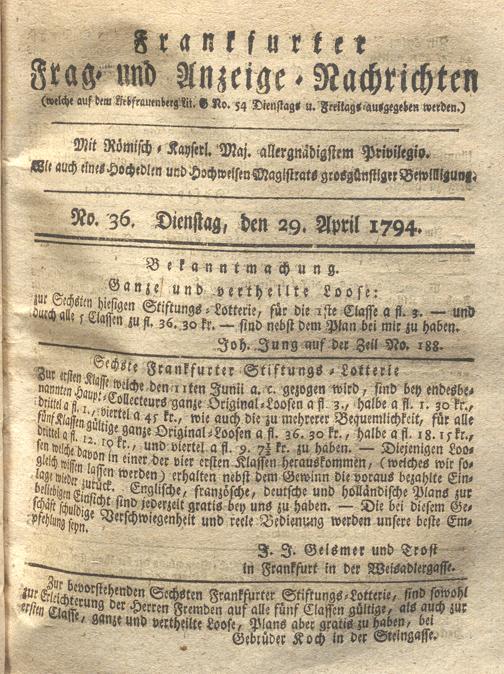 Frankfurter
Frag- und Anzeige-Nachrichten
(welche auf dem Liebfrauenberg Lit. G No. 54 Dienstags u. Freitags ausgegeben werden.)
Mit Römisch-Kayserl. Maj. allergnädigstem Privilegio.
Wie auch eines Hochedlen und Hochweisen Magistrats grosgünstiger Bewilligung.
No. 36. Dienstag, den 29. April 1794.
Bekanntmachung.
Ganze und vertheilte Loose:
zur Sechsten hiesigen Stiftungs-Lotterie, für die 1ste Classe a fl. 3. — und
durch alle 5 Classen zu fl. 36. 30 kr. — sind nebst dem Plan bei mir zu haben.
Joh. Jung auf der Zeil No. 188.
Sechste Frankfurter Stiftungs-Lotterie
Zur ersten Klasse welche den 11ten Junii a. c. gezogen wird, sind bey endesbe-
nannten Haupt-Collecteurs ganze Original-Loosen a fl. 3., halbe a fl. 1. 30 kr.,
drittel a fl. 1., viertel a 45 kr., wie auch die zu mehrerer Bequemlichkeit, für alle
fünf Klassen gültige ganze Original-Loosen a fl. 36. 30 kr., halbe a fl. 18. 15 kr.,
drittel a fl. 12. 10 kr., und viertel a fl. 9. 7½ kr. zu haben. — Diejenigen Loo-
sen welche davon in einer der vier ersten Klassen herauskommen, (welches wir so-
gleich wissen lassen werden) erhalten nebst dem Gewinn die voraus bezahlte Ein-
lage wieder zurück. Englische, französche, deutsche und holländische Plans zur
beliebigen Einsicht sind jederzeit gratis bey uns zu haben. — Die bei diesem Ge-
schäft schuldige Verschwiegenheit und reele Bedienung werden unsere beste Em-
pfehlung seyn.
J. J. Geismer und Trost
in Frankfurt in der Weisadlergasse.
Zur bevorstehenden Sechsten Frankfurter Stiftungs-Lotterie, sind sowohl
zur Erleichterung der Herren Fremden auf alle fünf Classen gültige, als auch zur
ersten Classe, ganze und vertheilte Loose, Plans aber gratis zu haben, bei
Gebrüder Koch in der Steingasse.